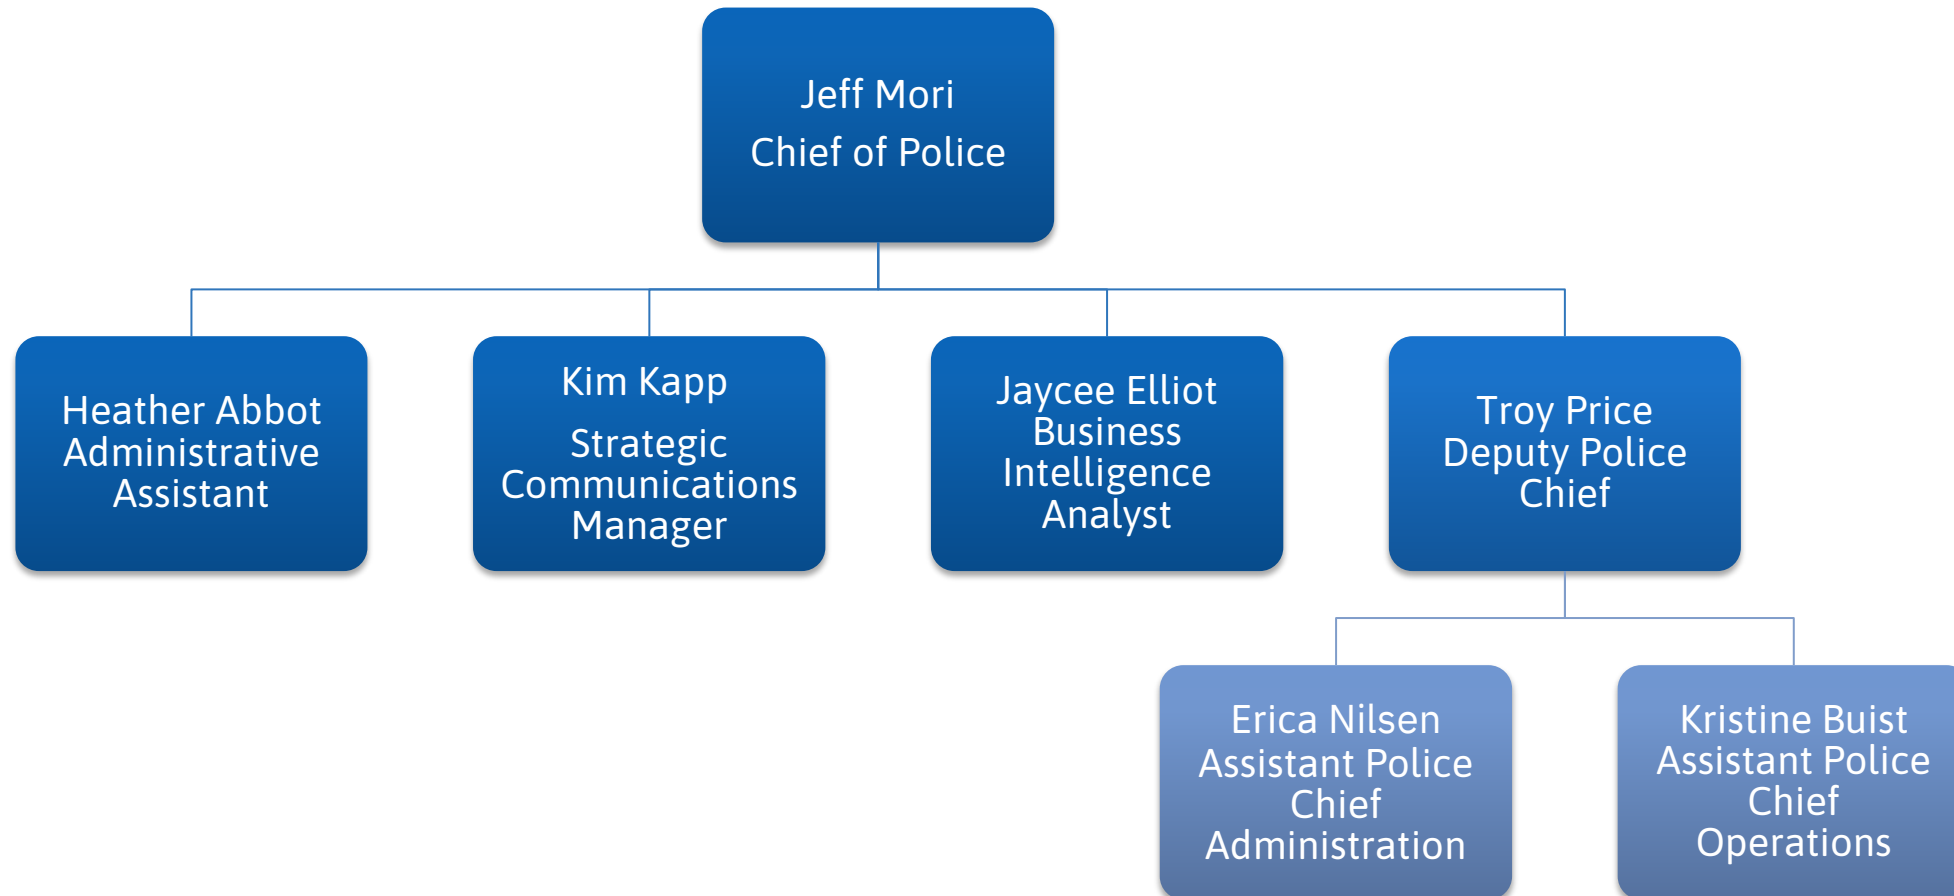 Jeff Mori
Chief of Police
Heather Abbot
Administrative
Assistant
Kim Kapp
Strategic
Communications
Manager
Jaycee Elliot
Business
Intelligence
Analyst
Troy Price
Deputy Police
Chief
Erica Nilsen
Assistant Police
Chief
Administration
Kristine Buist
Assistant Police
Chief
Operations